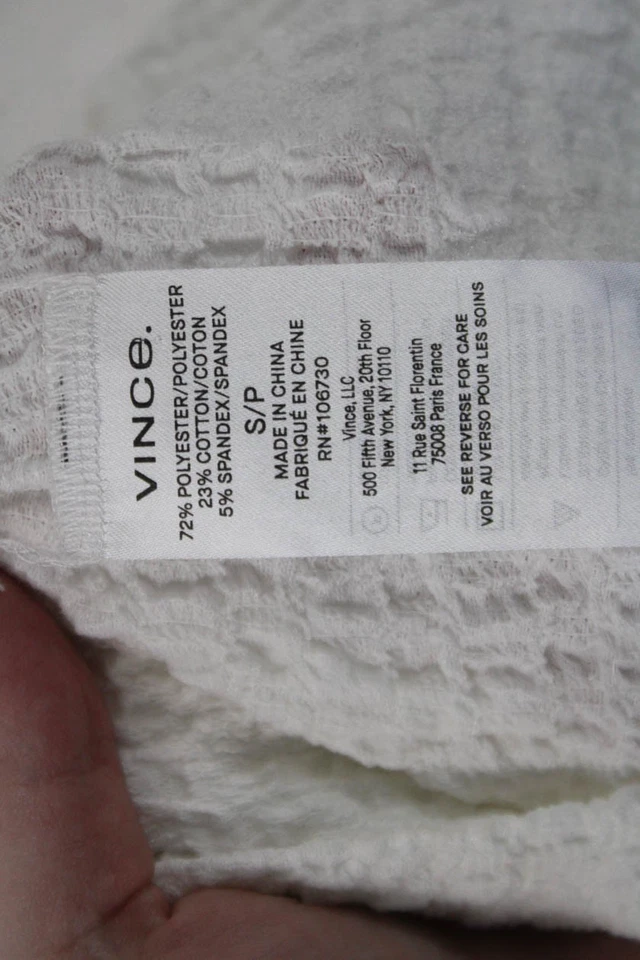 VINCE.
72% POLYESTER/POLYESTER
23% COTTON/COTON
5% SPANDEX/SPANDEX
S/P
MADE IN CHINA
FABRIQUÉ EN CHINE
RN#106730
Vince, LLC
500 Fifth Avenue, 20th Floor
New York, NY 10110
11 Rue Saint Florentin
75008 Paris France
SEE REVERSE FOR CARE
VOIR AU VERSO POUR LES SOINS